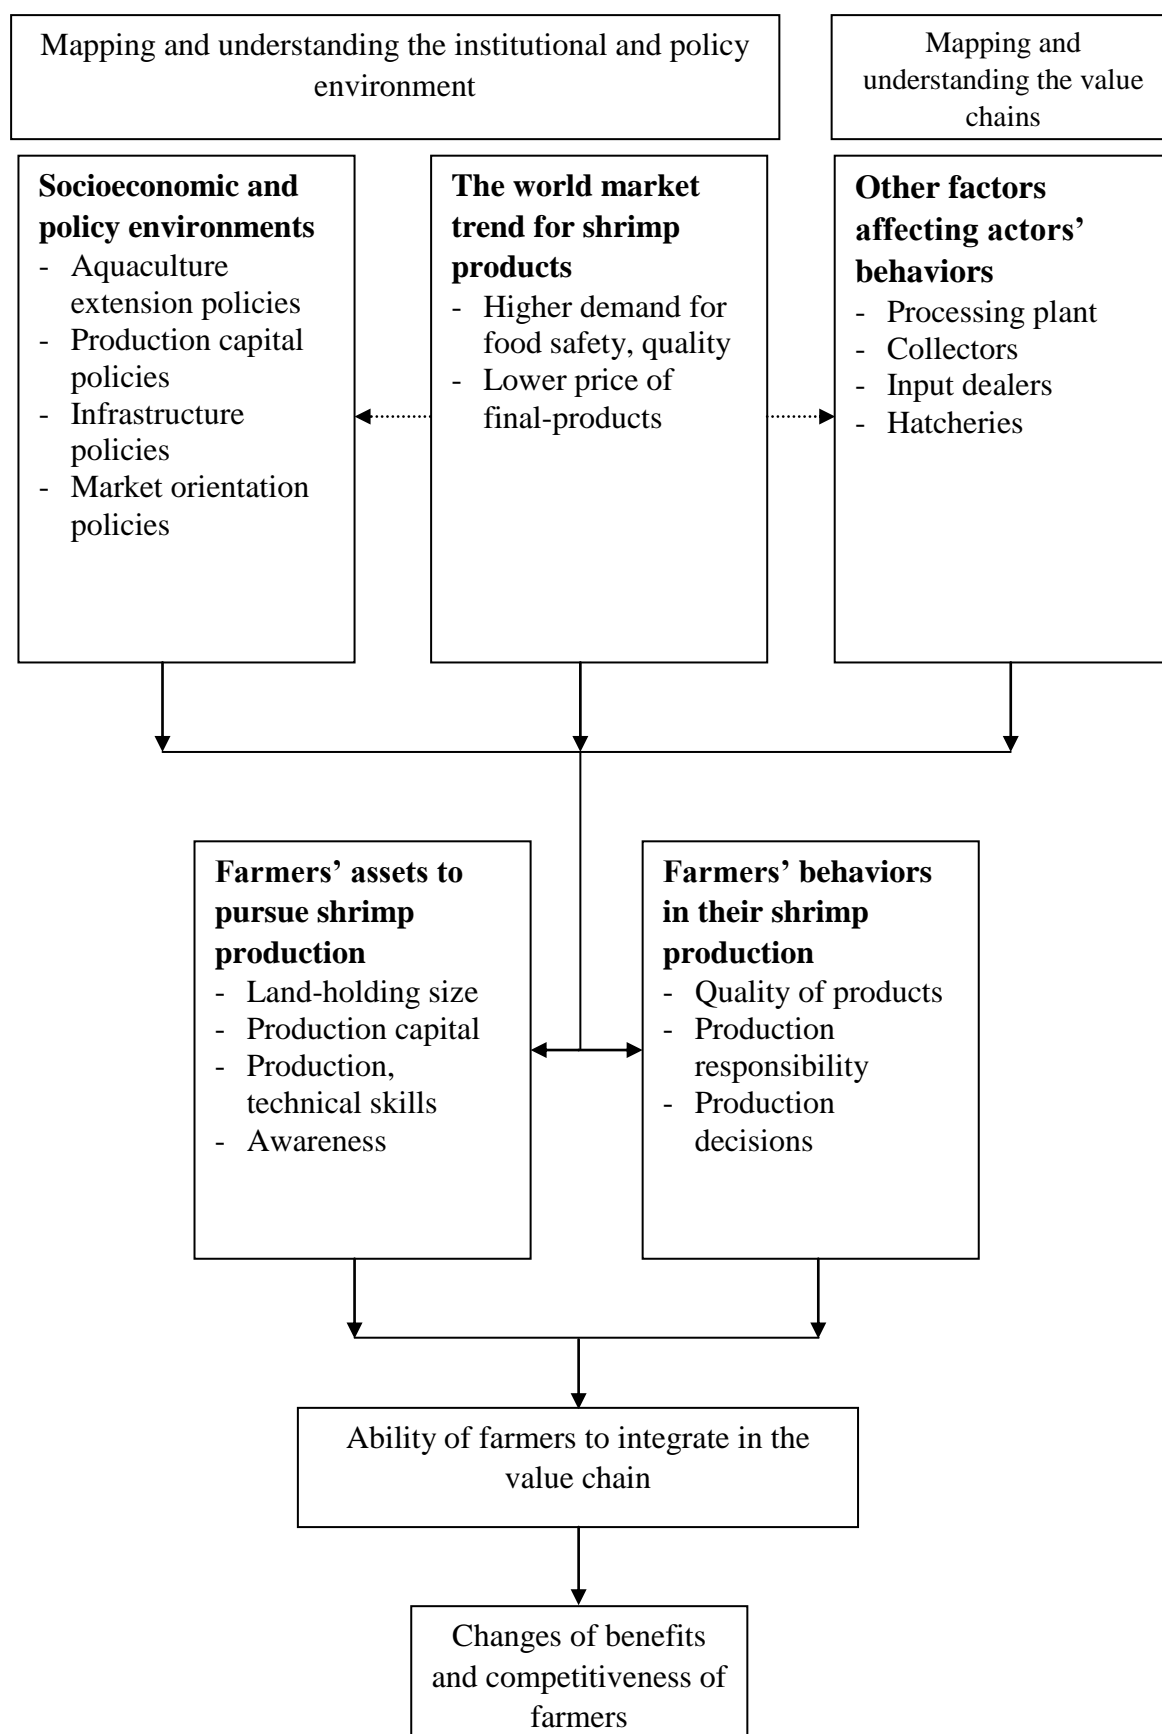 Mapping and understanding the institutional and policy
environment
Mapping and
understanding the value
chains
Socioeconomic and
policy environments
- Aquaculture
extension policies
- Production capital
policies
- Infrastructure
policies
- Market orientation
policies
The world market
trend for shrimp
products
- Higher demand for
food safety, quality
- Lower price of
final-products
Other factors
affecting actors’
behaviors
- Processing plant
- Collectors
- Input dealers
- Hatcheries
Farmers’ assets to
pursue shrimp
production
- Land-holding size
- Production capital
- Production,
technical skills
- Awareness
Farmers’ behaviors
in their shrimp
production
- Quality of products
- Production
responsibility
- Production
decisions
Ability of farmers to integrate in the
value chain
Changes of benefits
and competitiveness of
farmers